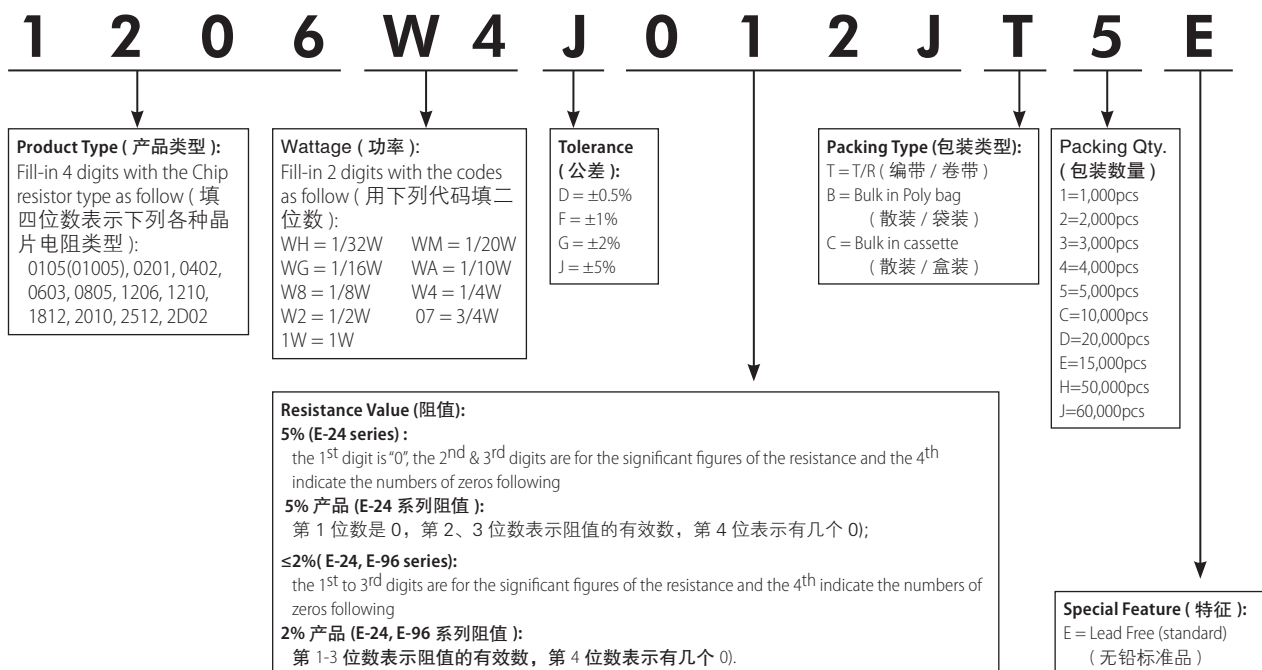 1 2 0 6 W 4 J 0 1 2 J T 5 E
Product Type ( 产品类型 ):
Fill-in 4 digits with the Chip
resistor type as follow ( 填
四位数表示下列各种晶
片电阻类型 ):
0105(01005), 0201, 0402,
0603, 0805, 1206, 1210,
1812, 2010, 2512, 2D02
Wattage ( 功率 ):
Fill-in 2 digits with the codes
as follow ( 用下列代码填二
位数 ):
WH = 1/32W WM = 1/20W
WG = 1/16W WA = 1/10W
W8 = 1/8W W4 = 1/4W
W2 = 1/2W 07 = 3/4W
1W = 1W
Tolerance
( 公差 ):
D = ±0.5%
F = ±1%
G = ±2%
J = ±5%
Packing Type (包装类型):
T = T/R ( 编带 / 卷带 )
B = Bulk in Poly bag
( 散装 / 袋装 )
C = Bulk in cassette
( 散装 / 盒装 )
Packing Qty.
( 包装数量 )
1=1,000pcs
2=2,000pcs
3=3,000pcs
4=4,000pcs
5=5,000pcs
C=10,000pcs
D=20,000pcs
E=15,000pcs
H=50,000pcs
J=60,000pcs
Resistance Value (阻值):
5% (E-24 series) :
the 1st digit is "0", the 2nd & 3rd digits are for the significant figures of the resistance and the 4th
indicate the numbers of zeros following
5% 产品 (E-24 系列阻值 ):
第 1 位数是 0，第 2、3 位数表示阻值的有效数，第 4 位表示有几个 0);
≤2%( E-24, E-96 series):
the 1st to 3rd digits are for the significant figures of the resistance and the 4th indicate the numbers of
zeros following
2% 产品 (E-24, E-96 系列阻值 ):
第 1-3 位数表示阻值的有效数，第 4 位数表示有几个 0).
Special Feature ( 特征 ):
E = Lead Free (standard)
( 无铅标准品 )